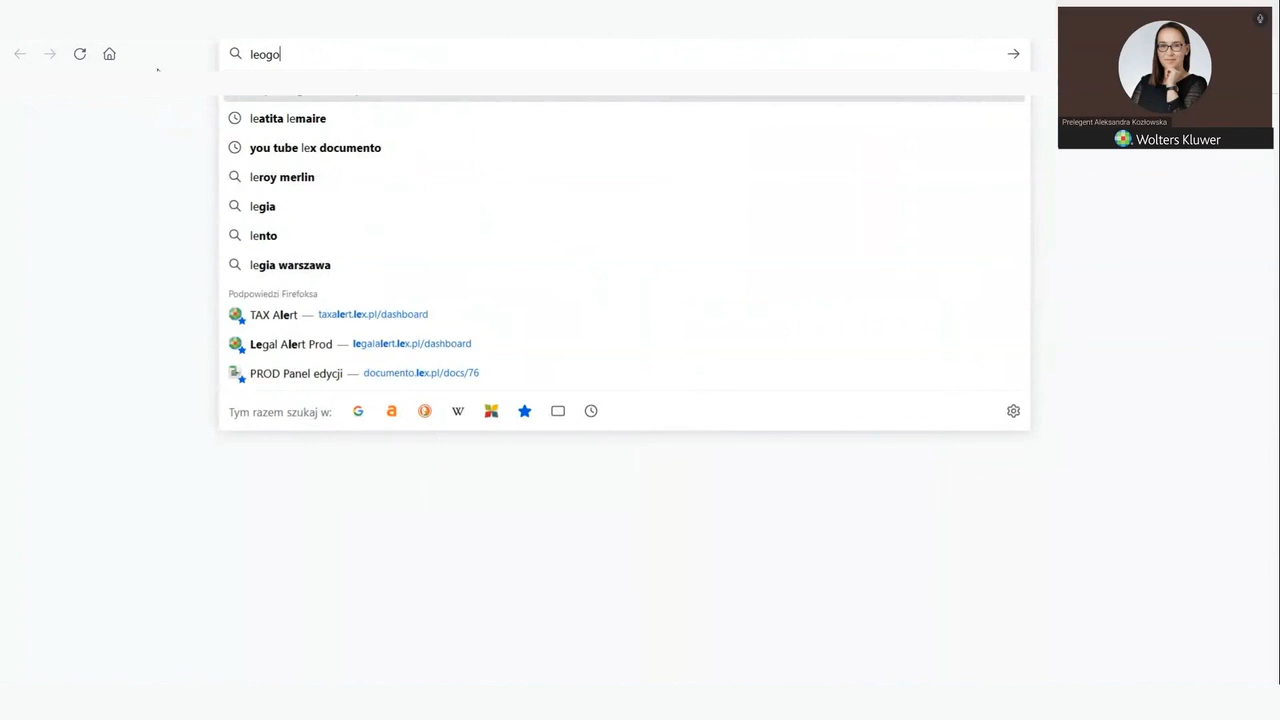 leogo
Prelegent Aleksandra Kozłowska
Wolters Kluwer
leatita lemaire
you tube lex documento
leroy merlin
legia
lento
legia warszawa
Podpowiedzi Firefoksa
TAX Alert — taxalert.lex.pl/dashboard
Legal Alert Prod — legalalert.lex.pl/dashboard
PROD Panel edycji — documento.lex.pl/docs/76
Tym razem szukaj w: